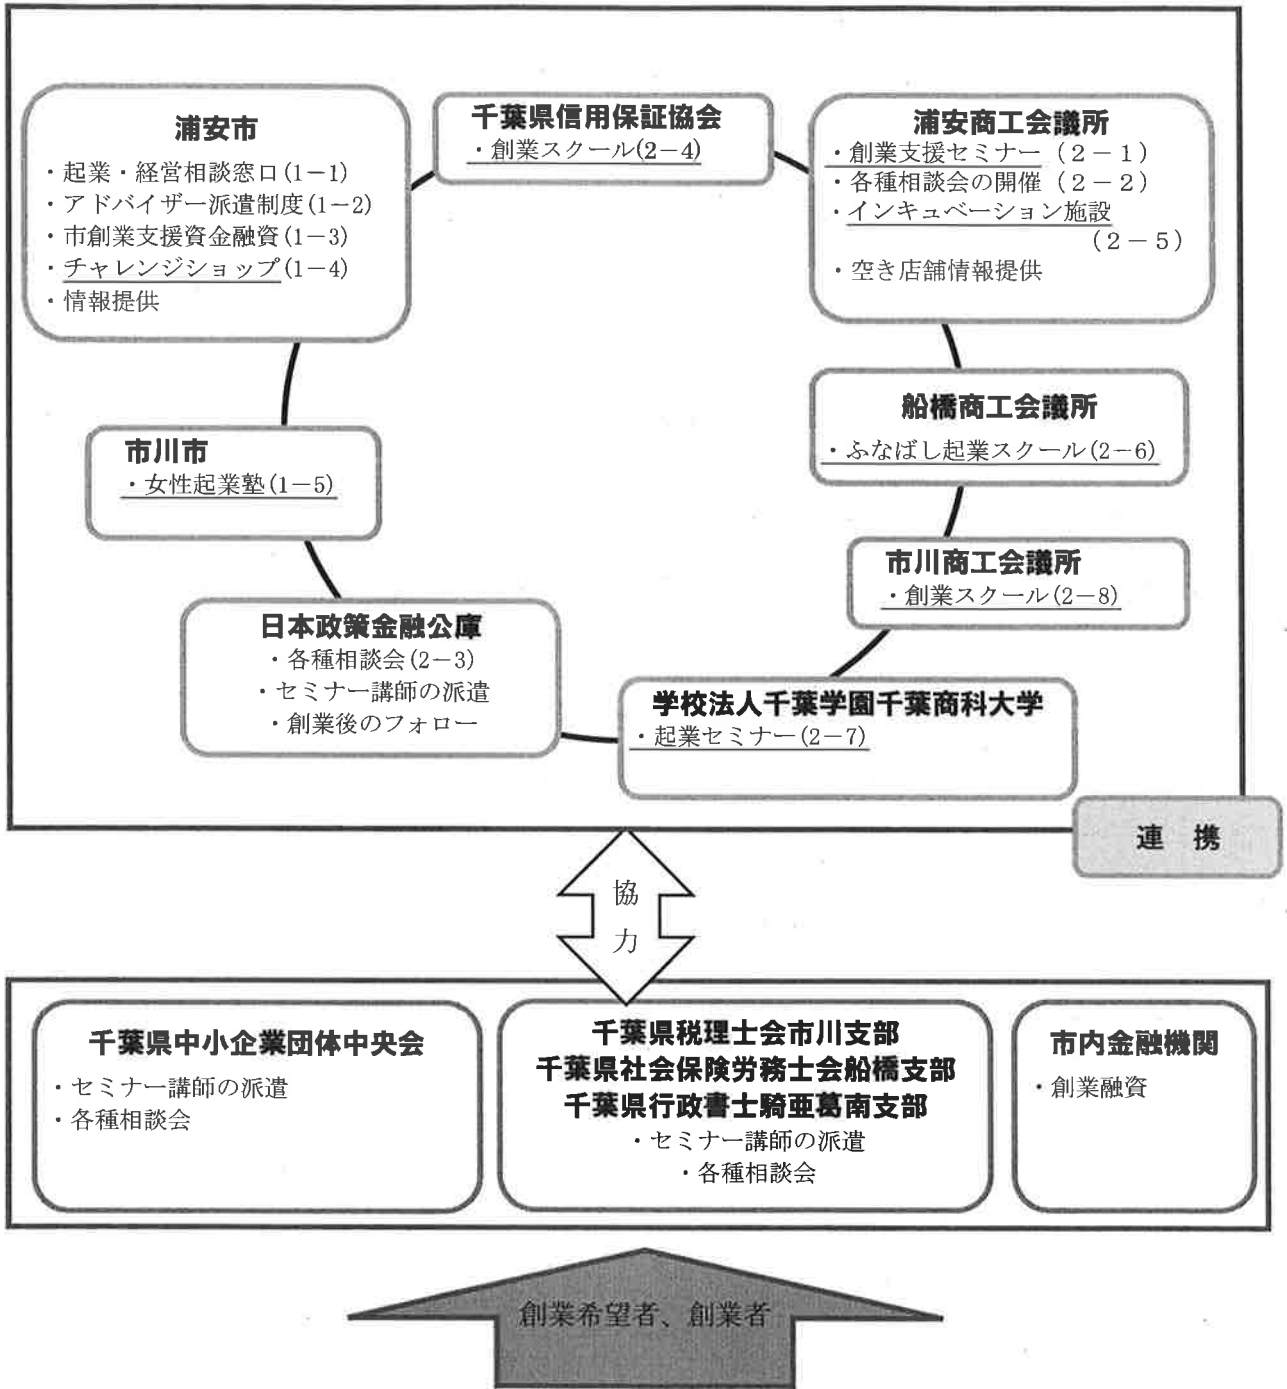 浦安市
・起業・経営相談窓口(1－1)
・アドバイザー派遣制度(1－2)
・市創業支援資金融資(1－3)
・チャレンジショップ(1－4)
・情報提供
千葉県信用保証協会
・創業スクール(2－4)
浦安商工会議所
・創業支援セミナー（２－１）
・各種相談会の開催（２－２）
・インキュベーション施設
（２－５）
・空き店舗情報提供
船橋商工会議所
・ふなばし起業スクール(2－6)
市川市
・女性起業塾(1－5)
市川商工会議所
・創業スクール(2－8)
日本政策金融公庫
・各種相談会(2－3)
・セミナー講師の派遣
・創業後のフォロー
学校法人千葉学園千葉商科大学
・起業セミナー(2－7)
連　携
協
力
千葉県中小企業団体中央会
・セミナー講師の派遣
・各種相談会
千葉県税理士会市川支部
千葉県社会保険労務士会船橋支部
千葉県行政書士騎亜葛南支部
・セミナー講師の派遣
・各種相談会
市内金融機関
・創業融資
創業希望者、創業者